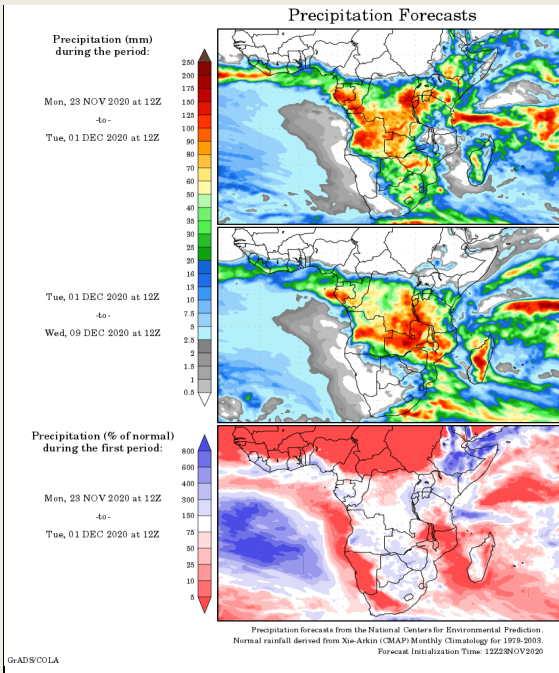 Precipitation Forecasts
Precipitation (mm)
during the period:
Mon, 23 NOV 2020 at 12Z
-to-
Tue, 01 DEC 2020 at 12Z
250
200
175
150
125
100
90
80
70
60
50
40
35
30
25
20
16
13
10
7.5
5
2.5
2
1.5
1
0.5
Tue, 01 DEC 2020 at 12Z
-to-
Wed, 09 DEC 2020 at 12Z
Precipitation (% of normal)
during the first period:
Mon, 23 NOV 2020 at 12Z
-to-
Tue, 01 DEC 2020 at 12Z
800
600
400
300
150
75
50
25
10
5
Precipitation forecasts from the National Centers for Environmental Prediction.
Normal rainfall derived from Xie-Arkin (CMAP) Monthly Climatology for 1979-2003.
Forecast Initialization Time: 12Z23NOV2020
GrADS/COLA